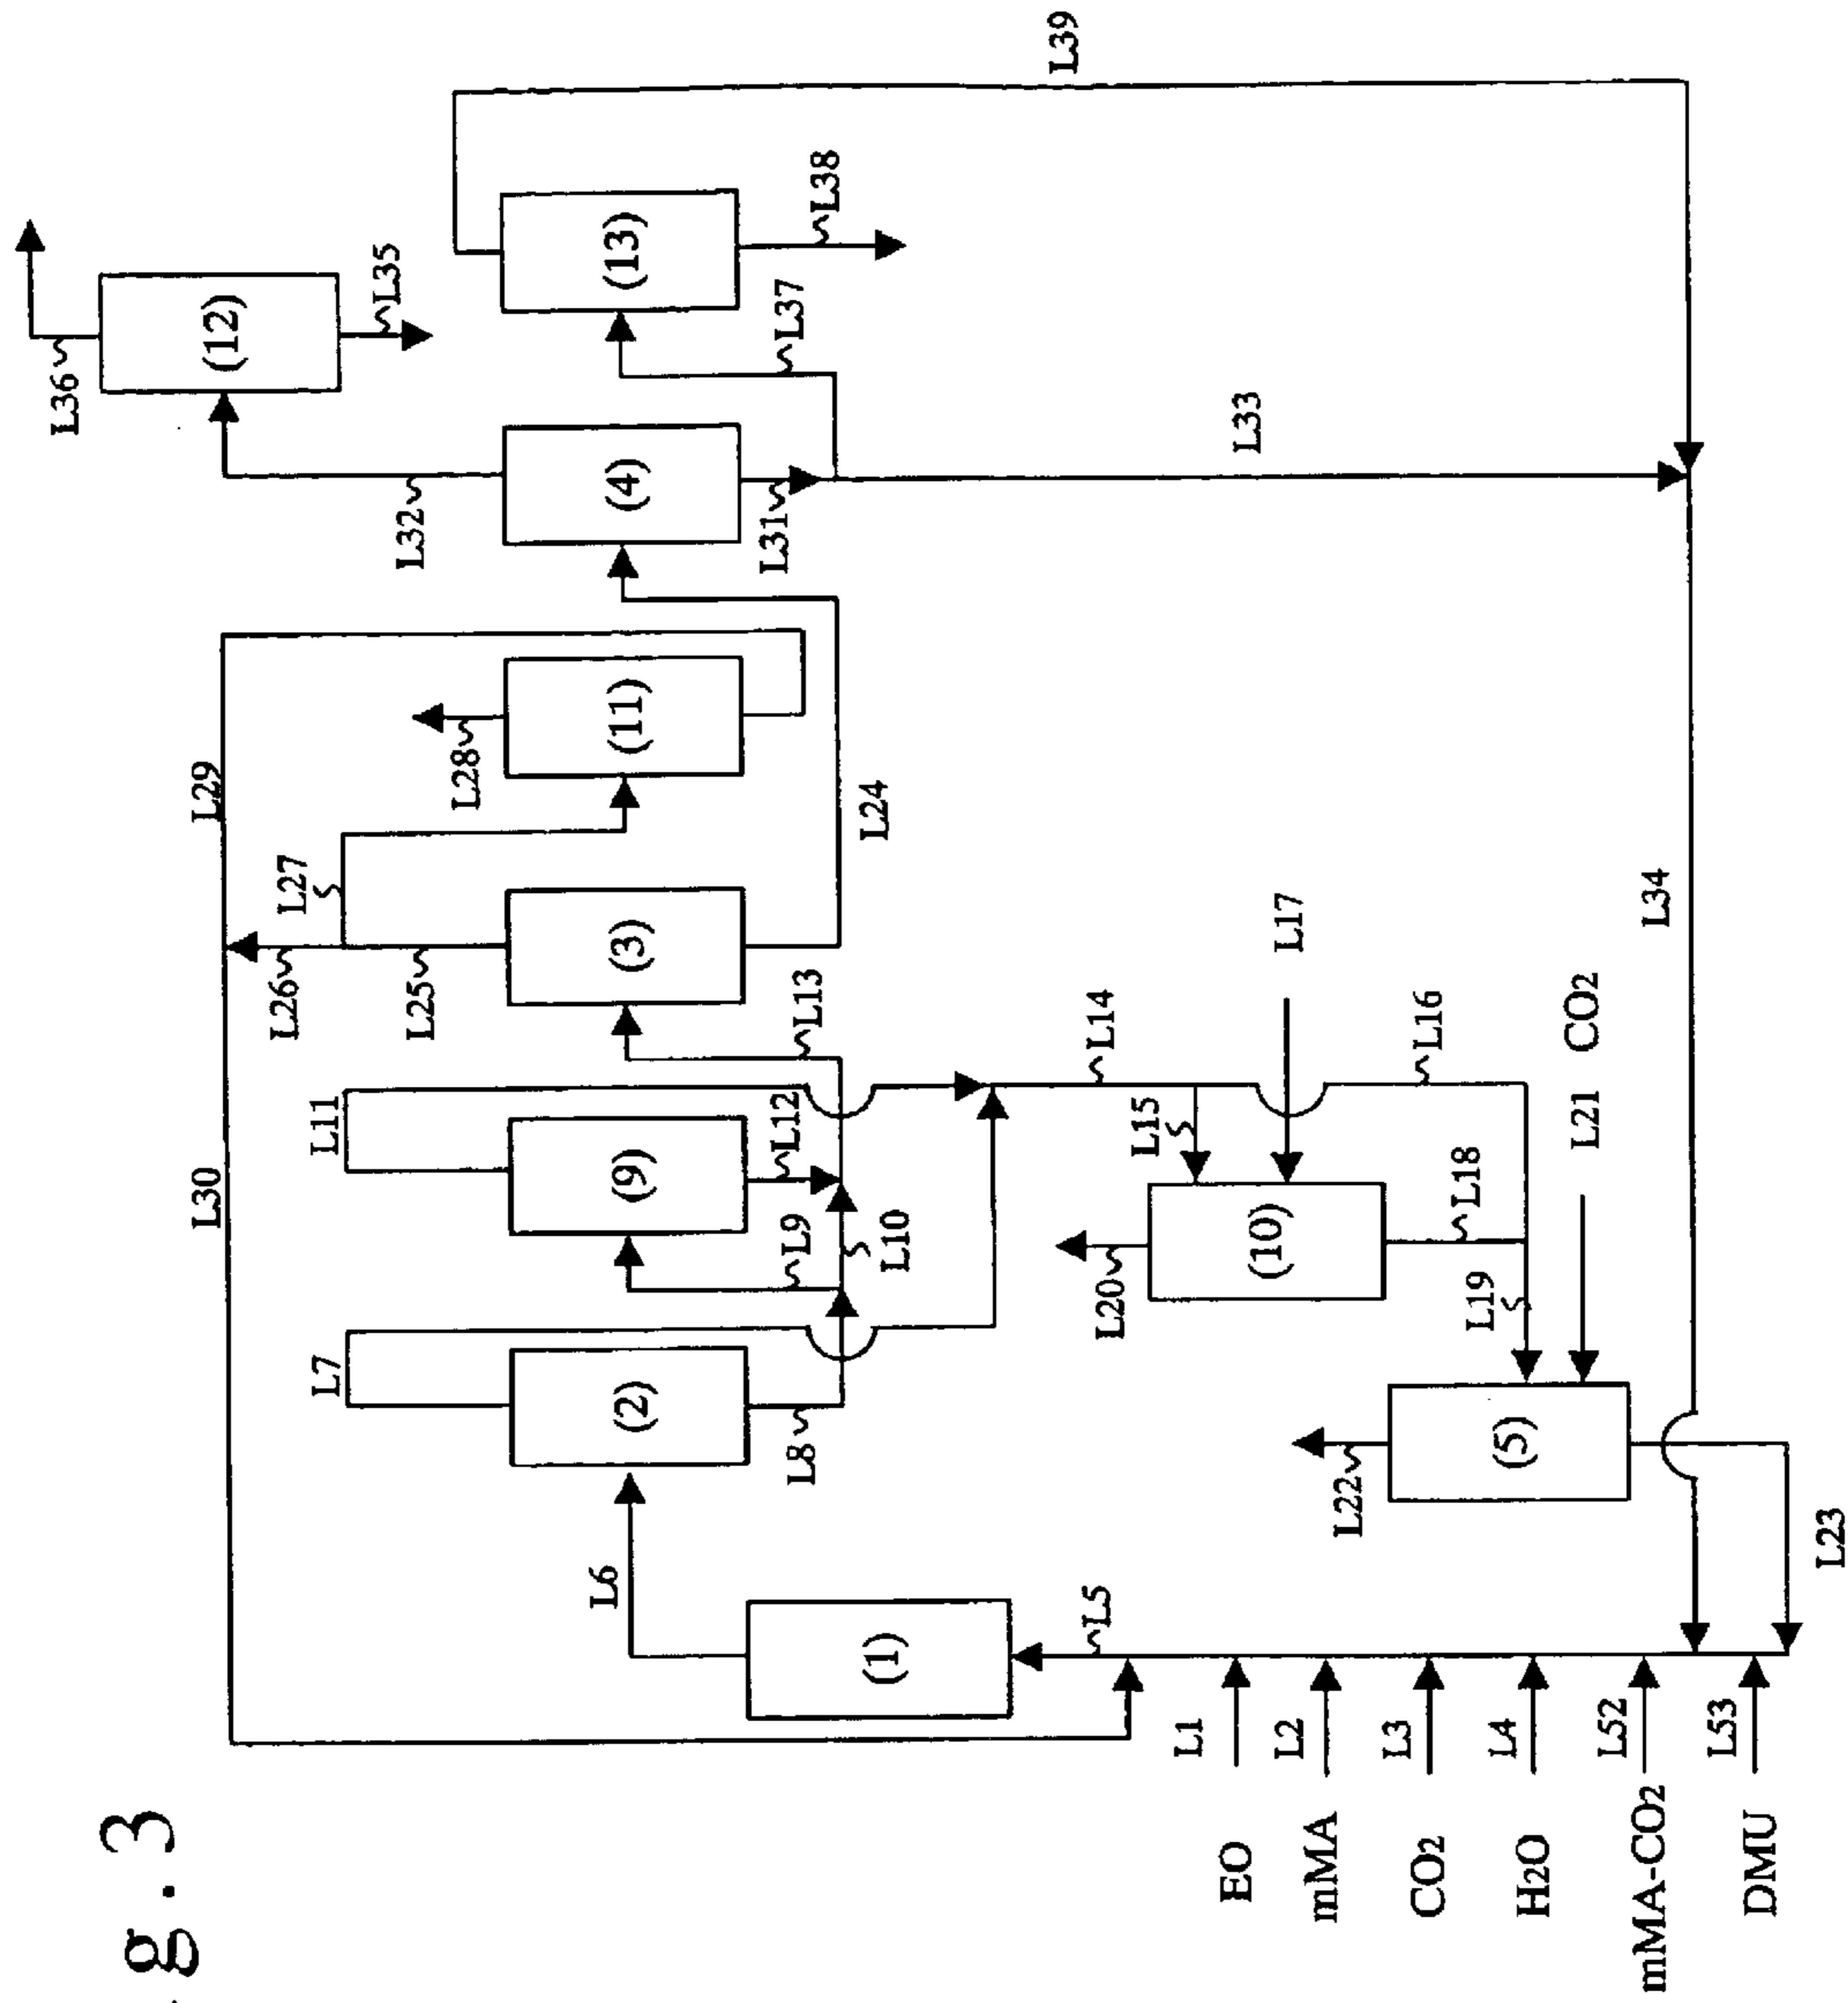 g. 3
EO
mMA
CO2
H2O
mMA-CO2
DMU
L1
L2
L3
L4
L52
L53
L5
(1)
L6
L30
L7
(2)
L8
L9
L10
L11
(9)
L12
L13
L14
L15
L16
L17
(10)
L18
L19
L20
L21 CO2
L22
(5)
L23
L34
L26
L25
L27
(3)
L24
L29
L28
(11)
L32
(4)
L31
L33
L36
(12)
L35
(13)
L37
L38
L39